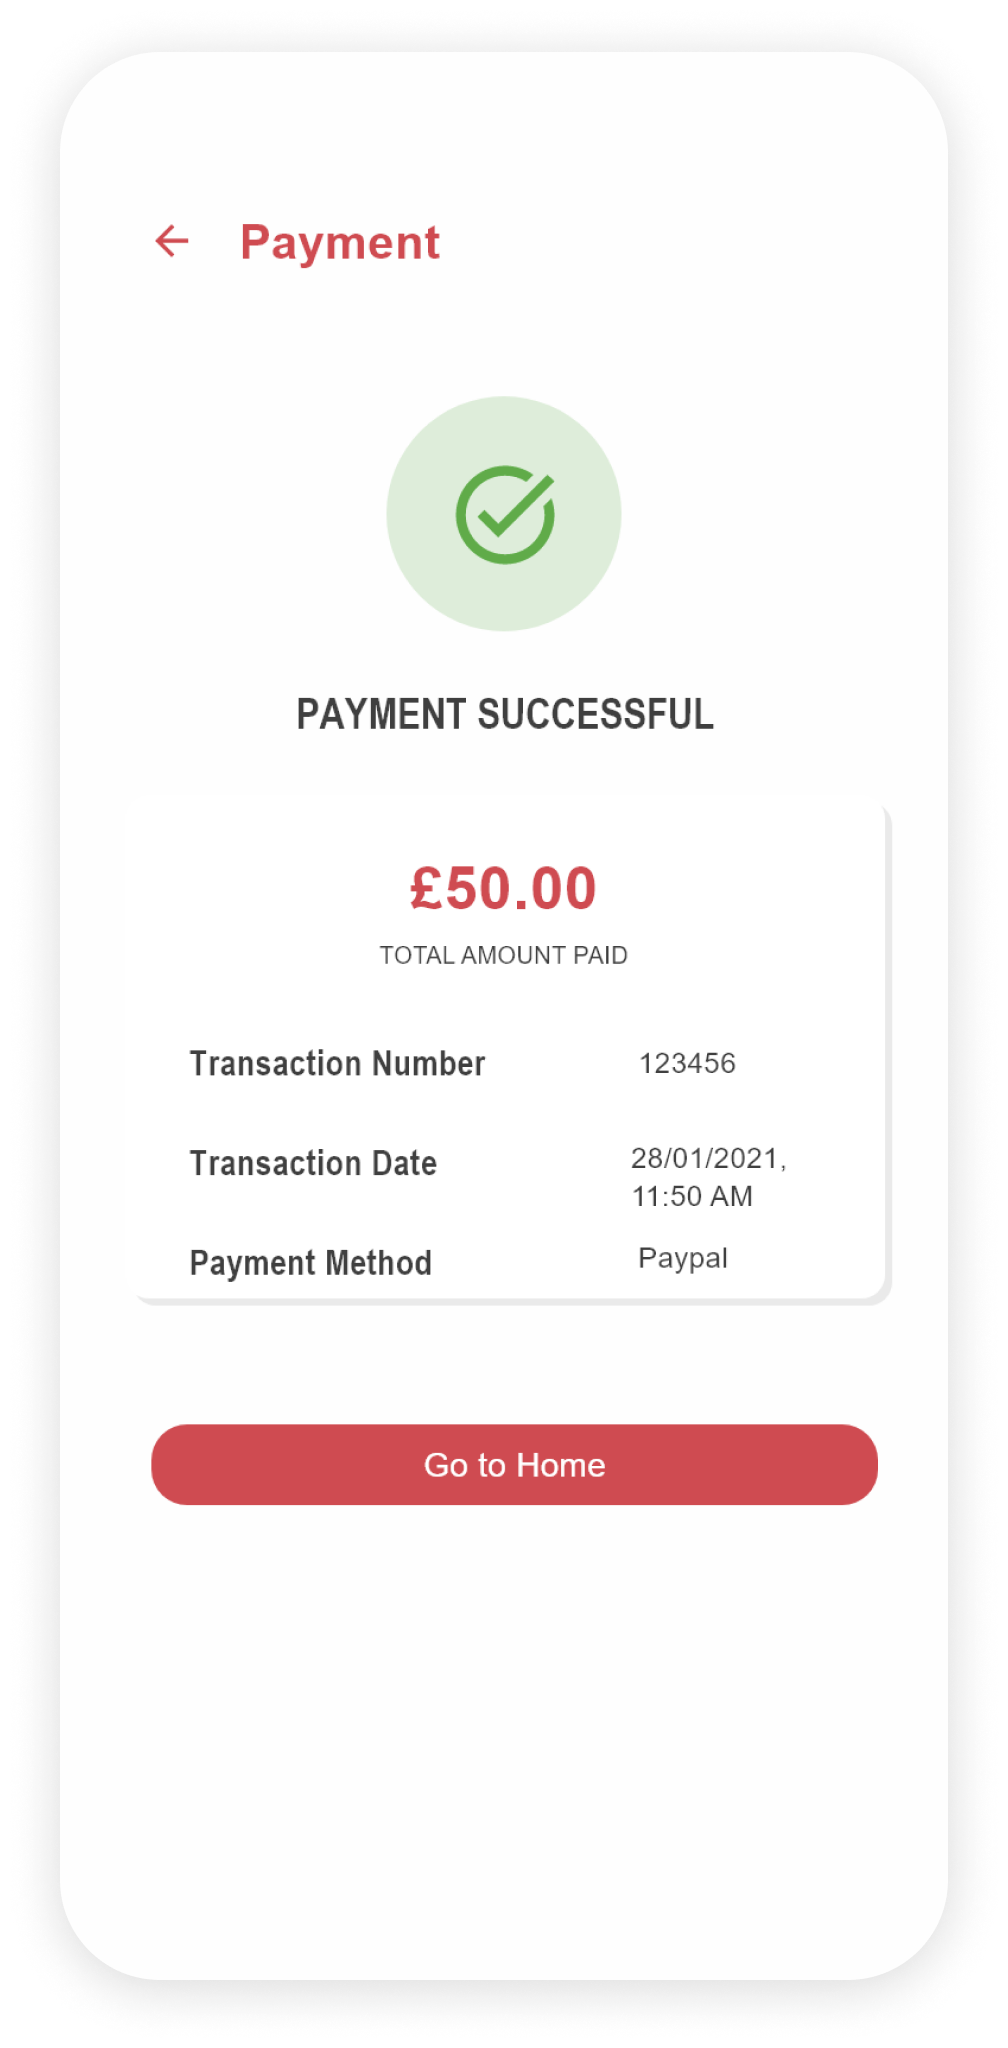 Payment
PAYMENT SUCCESSFUL
£50.00
TOTAL AMOUNT PAID
Transaction Number 123456
Transaction Date 28/01/2021,
11:50 AM
Payment Method Paypal
Go to Home